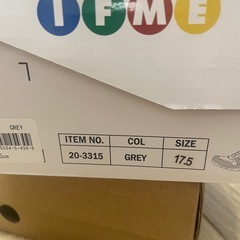 IFME
GREY
ITEM NO. COL SIZE
20-3315 GREY 17.5